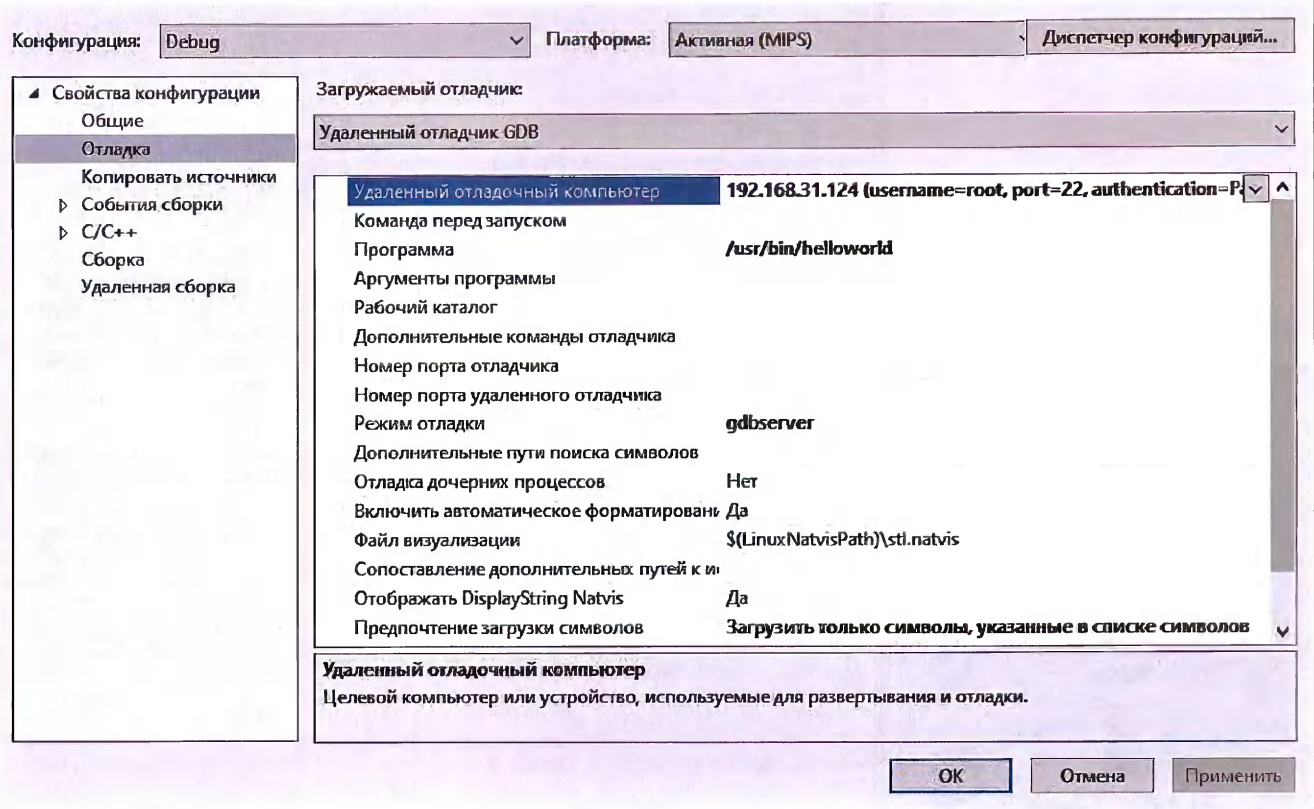 Конфигурация: Debug Платформа: Активная (MIPS) Диспетчер конфигураций...
Свойства конфигурации
Общие
Отладка
Копировать источники
События сборки
C/C++
Сборка
Удаленная сборка
Загружаемый отладчик:
Удаленный отладчик GDB
Удаленный отладочный компьютер 192.168.31.124 (username=root, port=22, authentication=Pa
Команда перед запуском
Программа /usr/bin/helloworld
Аргументы программы
Рабочий каталог
Дополнительные команды отладчика
Номер порта отладчика
Номер порта удаленного отладчика
Режим отладки gdbserver
Дополнительные пути поиска символов
Отладка дочерних процессов Нет
Включить автоматическое форматировани Да
Файл визуализации $(LinuxNatvisPath)\stl.natvis
Сопоставление дополнительных путей к и
Отображать DisplayString Natvis Да
Предпочтение загрузки символов Загрузить только символы, указанные в списке символов
Удаленный отладочный компьютер
Целевой компьютер или устройство, используемые для развертывания и отладки.
ОК Отмена Применить